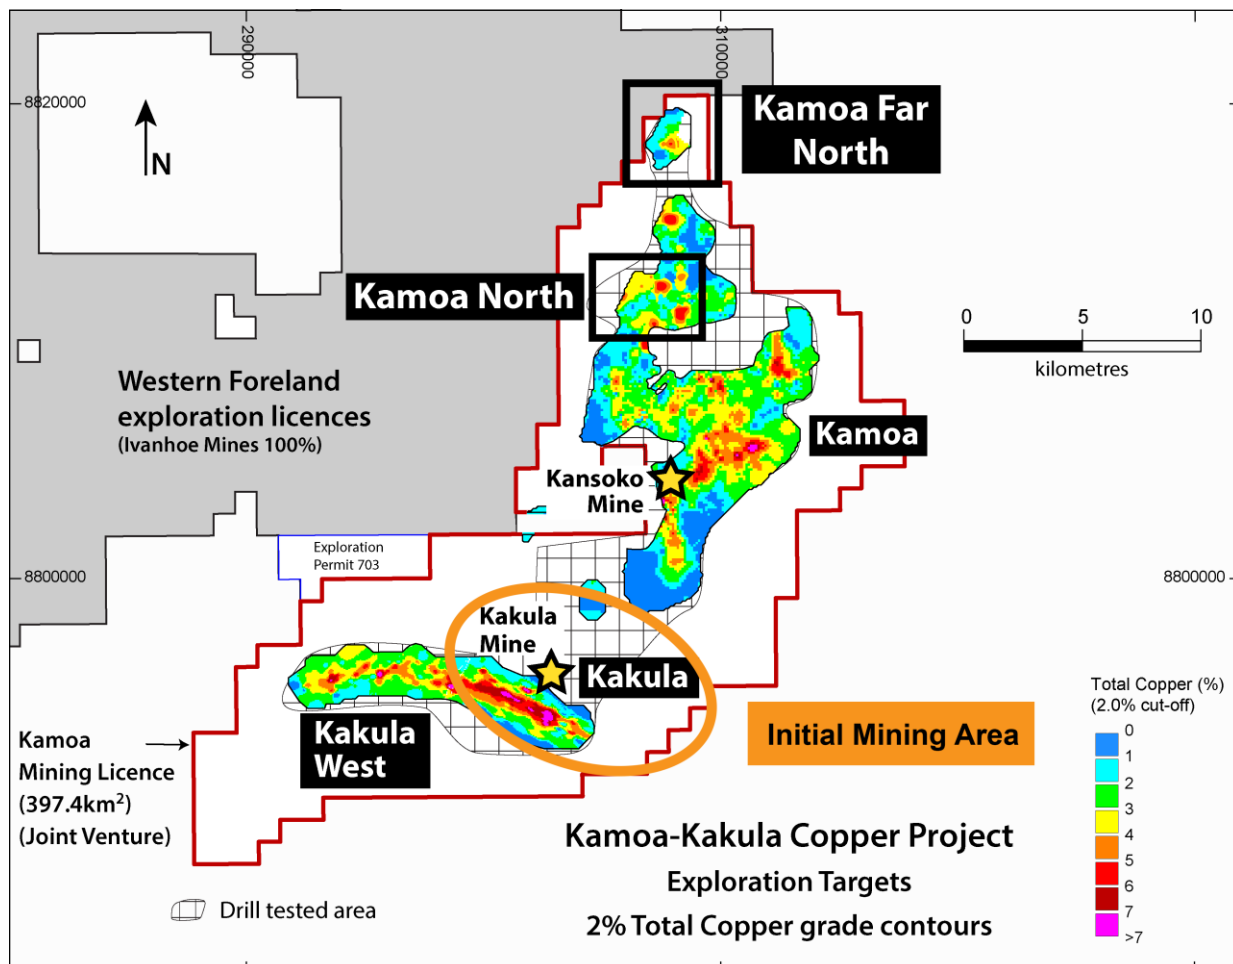 290000
310000
8820000
N
Kamoa Far
North
Kamoa North
0 5 10
kilometres
Western Foreland
exploration licences
(Ivanhoe Mines 100%)
Kamoa
Kansoko
Mine
Exploration
Permit 703
8800000
8800000
Kakula
Mine
Kakula
Kakula
West
Initial Mining Area
Total Copper (%)
(2.0% cut-off)
0
1
2
3
4
5
6
7
>7
Kamoa
Mining Licence
(397.4km²)
(Joint Venture)
Kamoa-Kakula Copper Project
Exploration Targets
2% Total Copper grade contours
Drill tested area